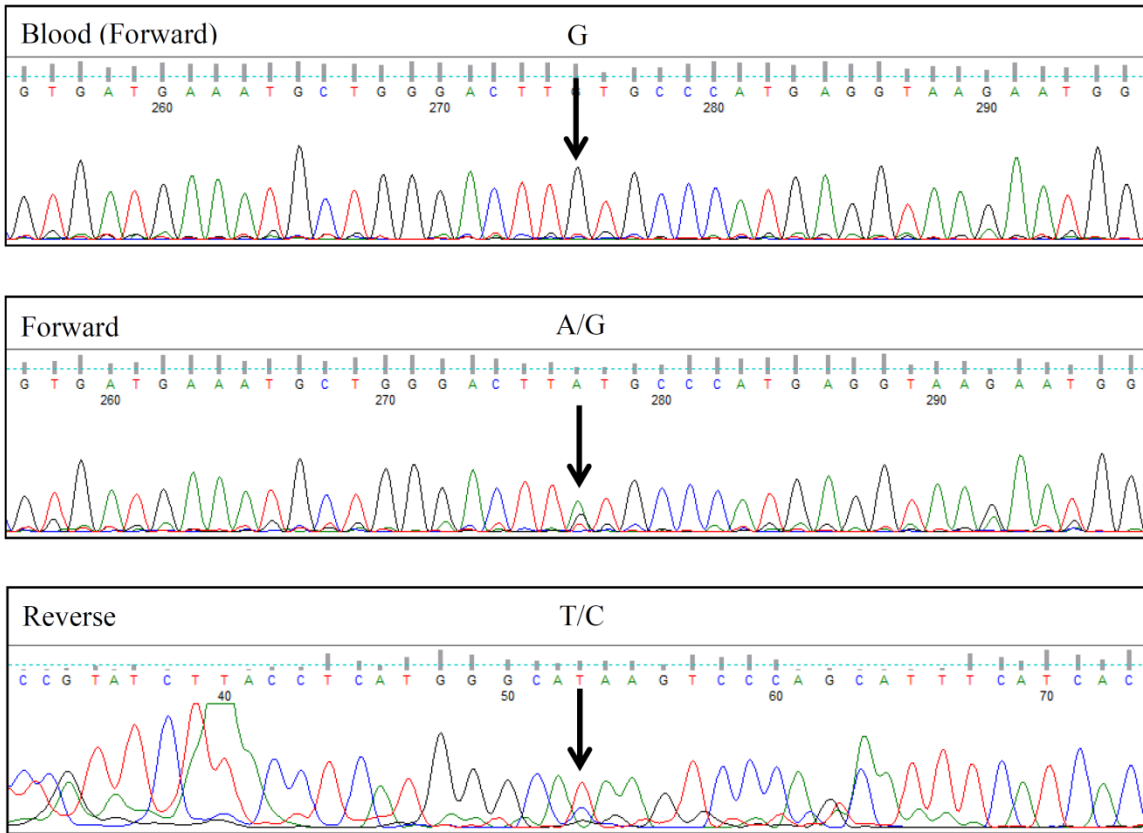 Blood (Forward) G
G T G A T G A A A T G C T G G G A C T T G T G C C C A T G A G G T A A G A A T G G
260 270 280 290
Forward A/G
G T G A T G A A A T G C T G G G A C T T A T G C C C A T G A G G T A A G A A T G G
260 270 280 290
Reverse T/C
C C G T A T C T T A C C T C A T G G G C A T A A G T C C C A G C A T T T C A T C A C
40 50 60 70